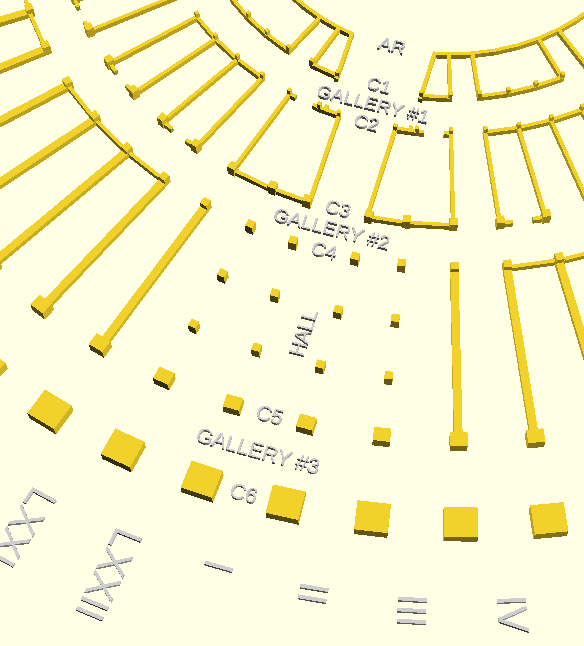 AR
C1
GALLERY #1
C2
C3
GALLERY #2
C4
HALL
C5
GALLERY #3
C6
LXXI
LXXII
I
II
III
IV